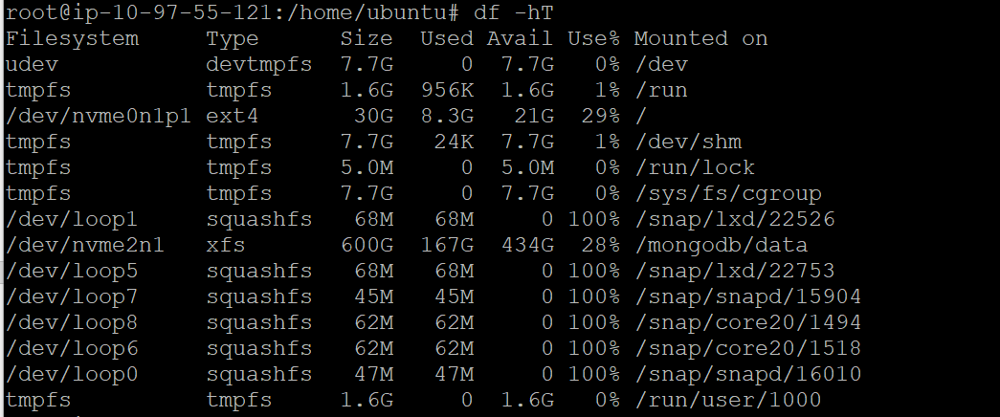 root@ip-10-97-55-121:/home/ubuntu# df -hT
Filesystem     Type      Size  Used Avail Use% Mounted on
udev           devtmpfs  7.7G     0  7.7G   0% /dev
tmpfs          tmpfs     1.6G  956K  1.6G   1% /run
/dev/nvme0n1p1 ext4       30G  8.3G   21G  29% /
tmpfs          tmpfs     7.7G   24K  7.7G   1% /dev/shm
tmpfs          tmpfs     5.0M     0  5.0M   0% /run/lock
tmpfs          tmpfs     7.7G     0  7.7G   0% /sys/fs/cgroup
/dev/loop1     squashfs   68M   68M     0 100% /snap/lxd/22526
/dev/nvme2n1   xfs       600G  167G  434G  28% /mongodb/data
/dev/loop5     squashfs   68M   68M     0 100% /snap/lxd/22753
/dev/loop7     squashfs   45M   45M     0 100% /snap/snapd/15904
/dev/loop8     squashfs   62M   62M     0 100% /snap/core20/1494
/dev/loop6     squashfs   62M   62M     0 100% /snap/core20/1518
/dev/loop0     squashfs   47M   47M     0 100% /snap/snapd/16010
tmpfs          tmpfs     1.6G     0  1.6G   0% /run/user/1000